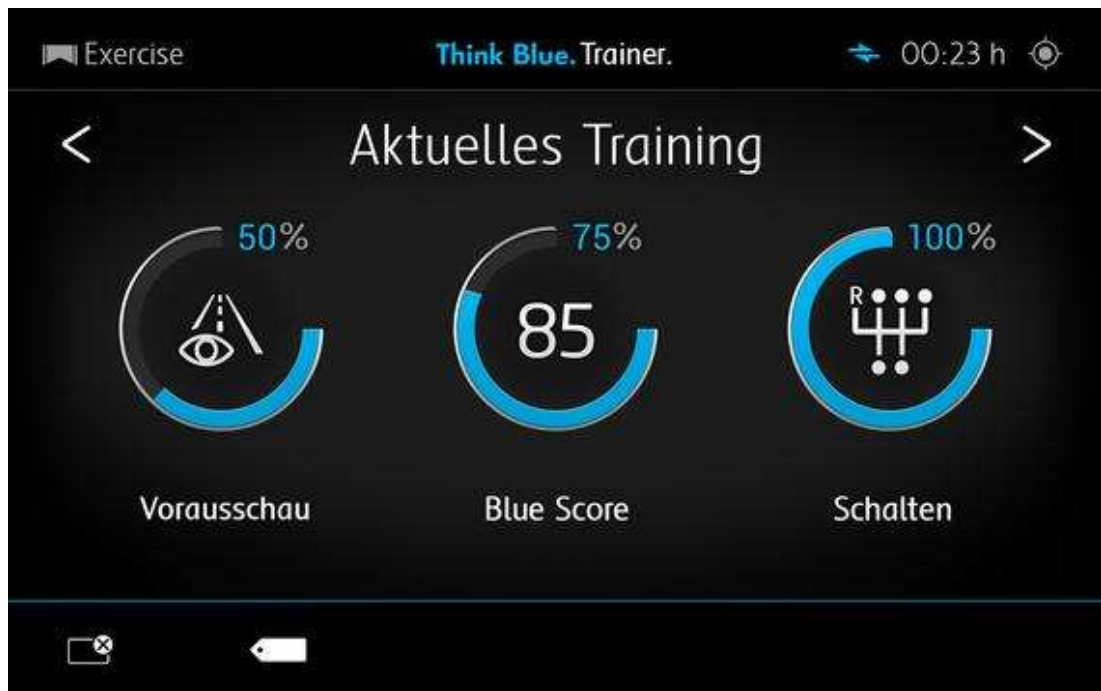 Exercise
Think Blue. Trainer.
00:23 h
Aktuelles Training
50%
75%
100%
85
R
Vorausschau
Blue Score
Schalten